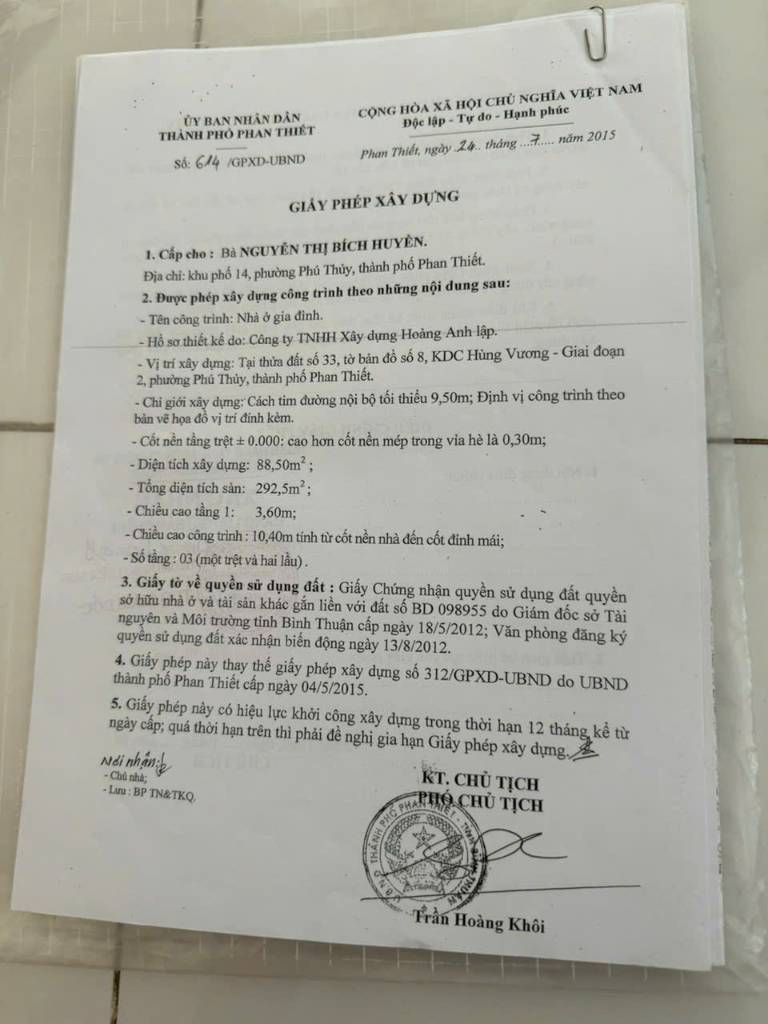 ỦY BAN NHÂN DÂN
THÀNH PHỐ PHAN THIẾT
Số: 614 /GPXD-UBND
CỘNG HÒA XÃ HỘI CHỦ NGHĨA VIỆT NAM
Độc lập - Tự do - Hạnh phúc
Phan Thiết, ngày 24 tháng 7 năm 2015
GIẤY PHÉP XÂY DỰNG
1. Cấp cho : Bà NGUYỄN THỊ BÍCH HUYỀN.
Địa chỉ: khu phố 14, phường Phú Thủy, thành phố Phan Thiết.
2. Được phép xây dựng công trình theo những nội dung sau:
- Tên công trình: Nhà ở gia đình.
- Hồ sơ thiết kế do: Công ty TNHH Xây dựng Hoàng Anh lập.
- Vị trí xây dựng: Tại thửa đất số 33, tờ bản đồ số 8, KDC Hùng Vương - Giai đoạn
2, phường Phú Thủy, thành phố Phan Thiết.
- Chỉ giới xây dựng: Cách tim đường nội bộ tối thiểu 9,50m; Định vị công trình theo
bản vẽ họa đồ vị trí đính kèm.
- Cốt nền tầng trệt ± 0.000: cao hơn cốt nền mép trong vỉa hè là 0,30m;
- Diện tích xây dựng: 88,50m² ;
- Tổng diện tích sàn: 292,5m² ;
- Chiều cao tầng 1: 3,60m;
- Chiều cao công trình : 10,40m tính từ cốt nền nhà đến cốt đỉnh mái;
- Số tầng : 03 (một trệt và hai lầu) .
3. Giấy tờ về quyền sử dụng đất : Giấy Chứng nhận quyền sử dụng đất quyền
sở hữu nhà ở và tài sản khác gắn liền với đất số BD 098955 do Giám đốc sở Tài
nguyên và Môi trường tỉnh Bình Thuận cấp ngày 18/5/2012; Văn phòng đăng ký
quyền sử dụng đất xác nhận biến động ngày 13/8/2012.
4. Giấy phép này thay thế giấy phép xây dựng số 312/GPXD-UBND do UBND
thành phố Phan Thiết cấp ngày 04/5/2015.
5. Giấy phép này có hiệu lực khởi công xây dựng trong thời hạn 12 tháng kể từ
ngày cấp; quá thời hạn trên thì phải đề nghị gia hạn Giấy phép xây dựng.
Nơi nhận:
- Chủ nhà;
- Lưu : BP TN&TKQ.
KT. CHỦ TỊCH
PHÓ CHỦ TỊCH
U.B.N.D THÀNH PHỐ PHAN THIẾT - TỈNH BÌNH THUẬN
Trần Hoàng Khôi